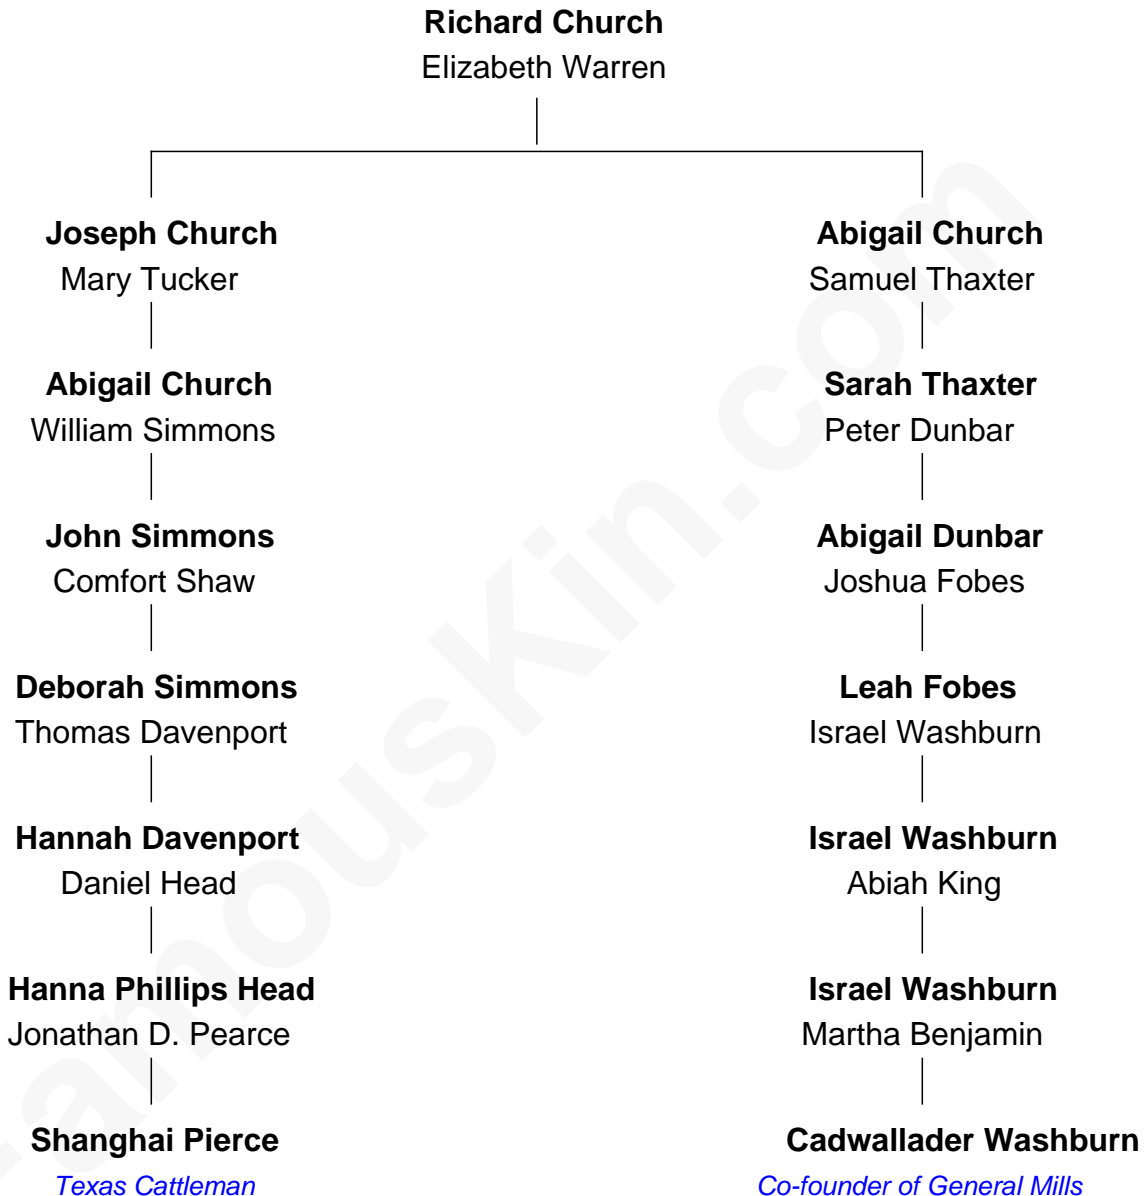 Richard Church
Elizabeth Warren
Joseph Church
Mary Tucker
Abigail Church
Samuel Thaxter
Abigail Church
William Simmons
Sarah Thaxter
Peter Dunbar
John Simmons
Comfort Shaw
Abigail Dunbar
Joshua Fobes
Deborah Simmons
Thomas Davenport
Leah Fobes
Israel Washburn
Hannah Davenport
Daniel Head
Israel Washburn
Abiah King
Hanna Phillips Head
Jonathan D. Pearce
Israel Washburn
Martha Benjamin
Shanghai Pierce
Texas Cattleman
Cadwallader Washburn
Co-founder of General Mills
FamousKin.com